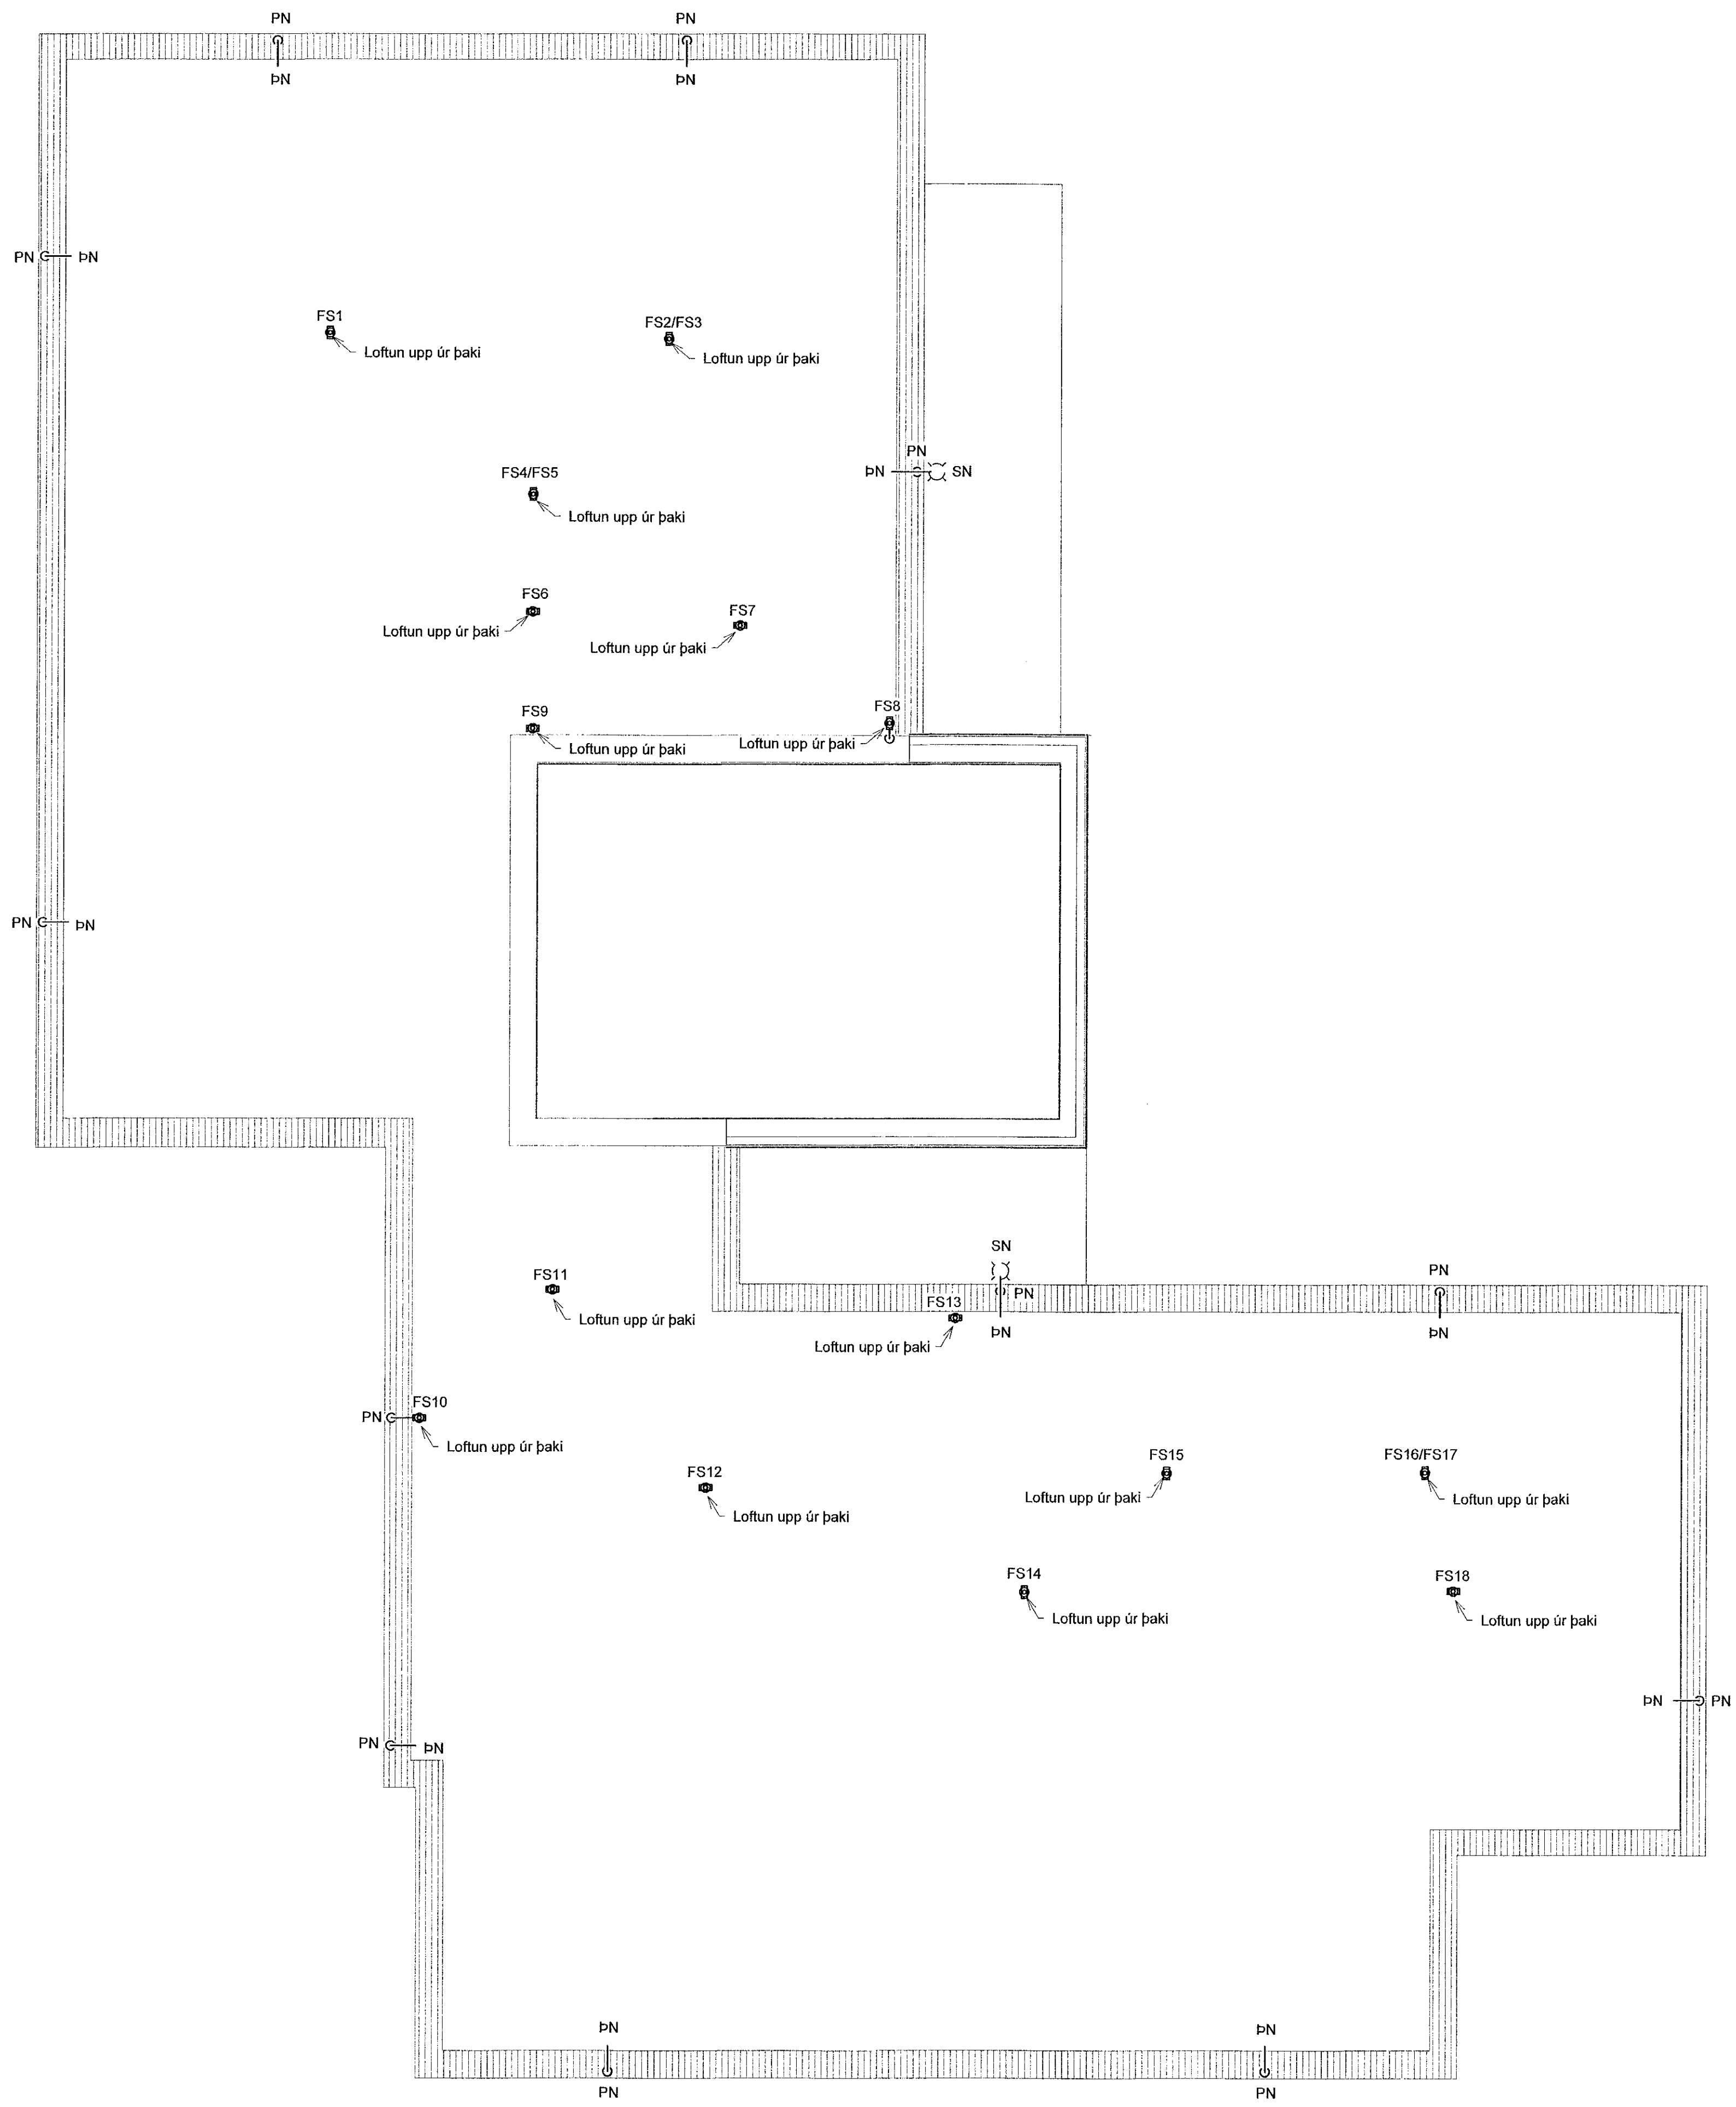 PN
PN
ÞN
ÞN
PN
ÞN
FS1
Loftun upp úr þaki
FS2/FS3
Loftun upp úr þaki
PN
ÞN
SN
FS4/FS5
Loftun upp úr þaki
FS6
Loftun upp úr þaki
FS7
Loftun upp úr þaki
FS9
Loftun upp úr þaki
FS8
Loftun upp úr þaki
PN
ÞN
SN
PN
ÞN
FS11
Loftun upp úr þaki
FS13
Loftun upp úr þaki
PN
ÞN
PN
FS10
Loftun upp úr þaki
FS12
Loftun upp úr þaki
FS15
Loftun upp úr þaki
FS16/FS17
Loftun upp úr þaki
FS14
Loftun upp úr þaki
FS18
Loftun upp úr þaki
ÞN
PN
PN
ÞN
ÞN
ÞN
PN
PN